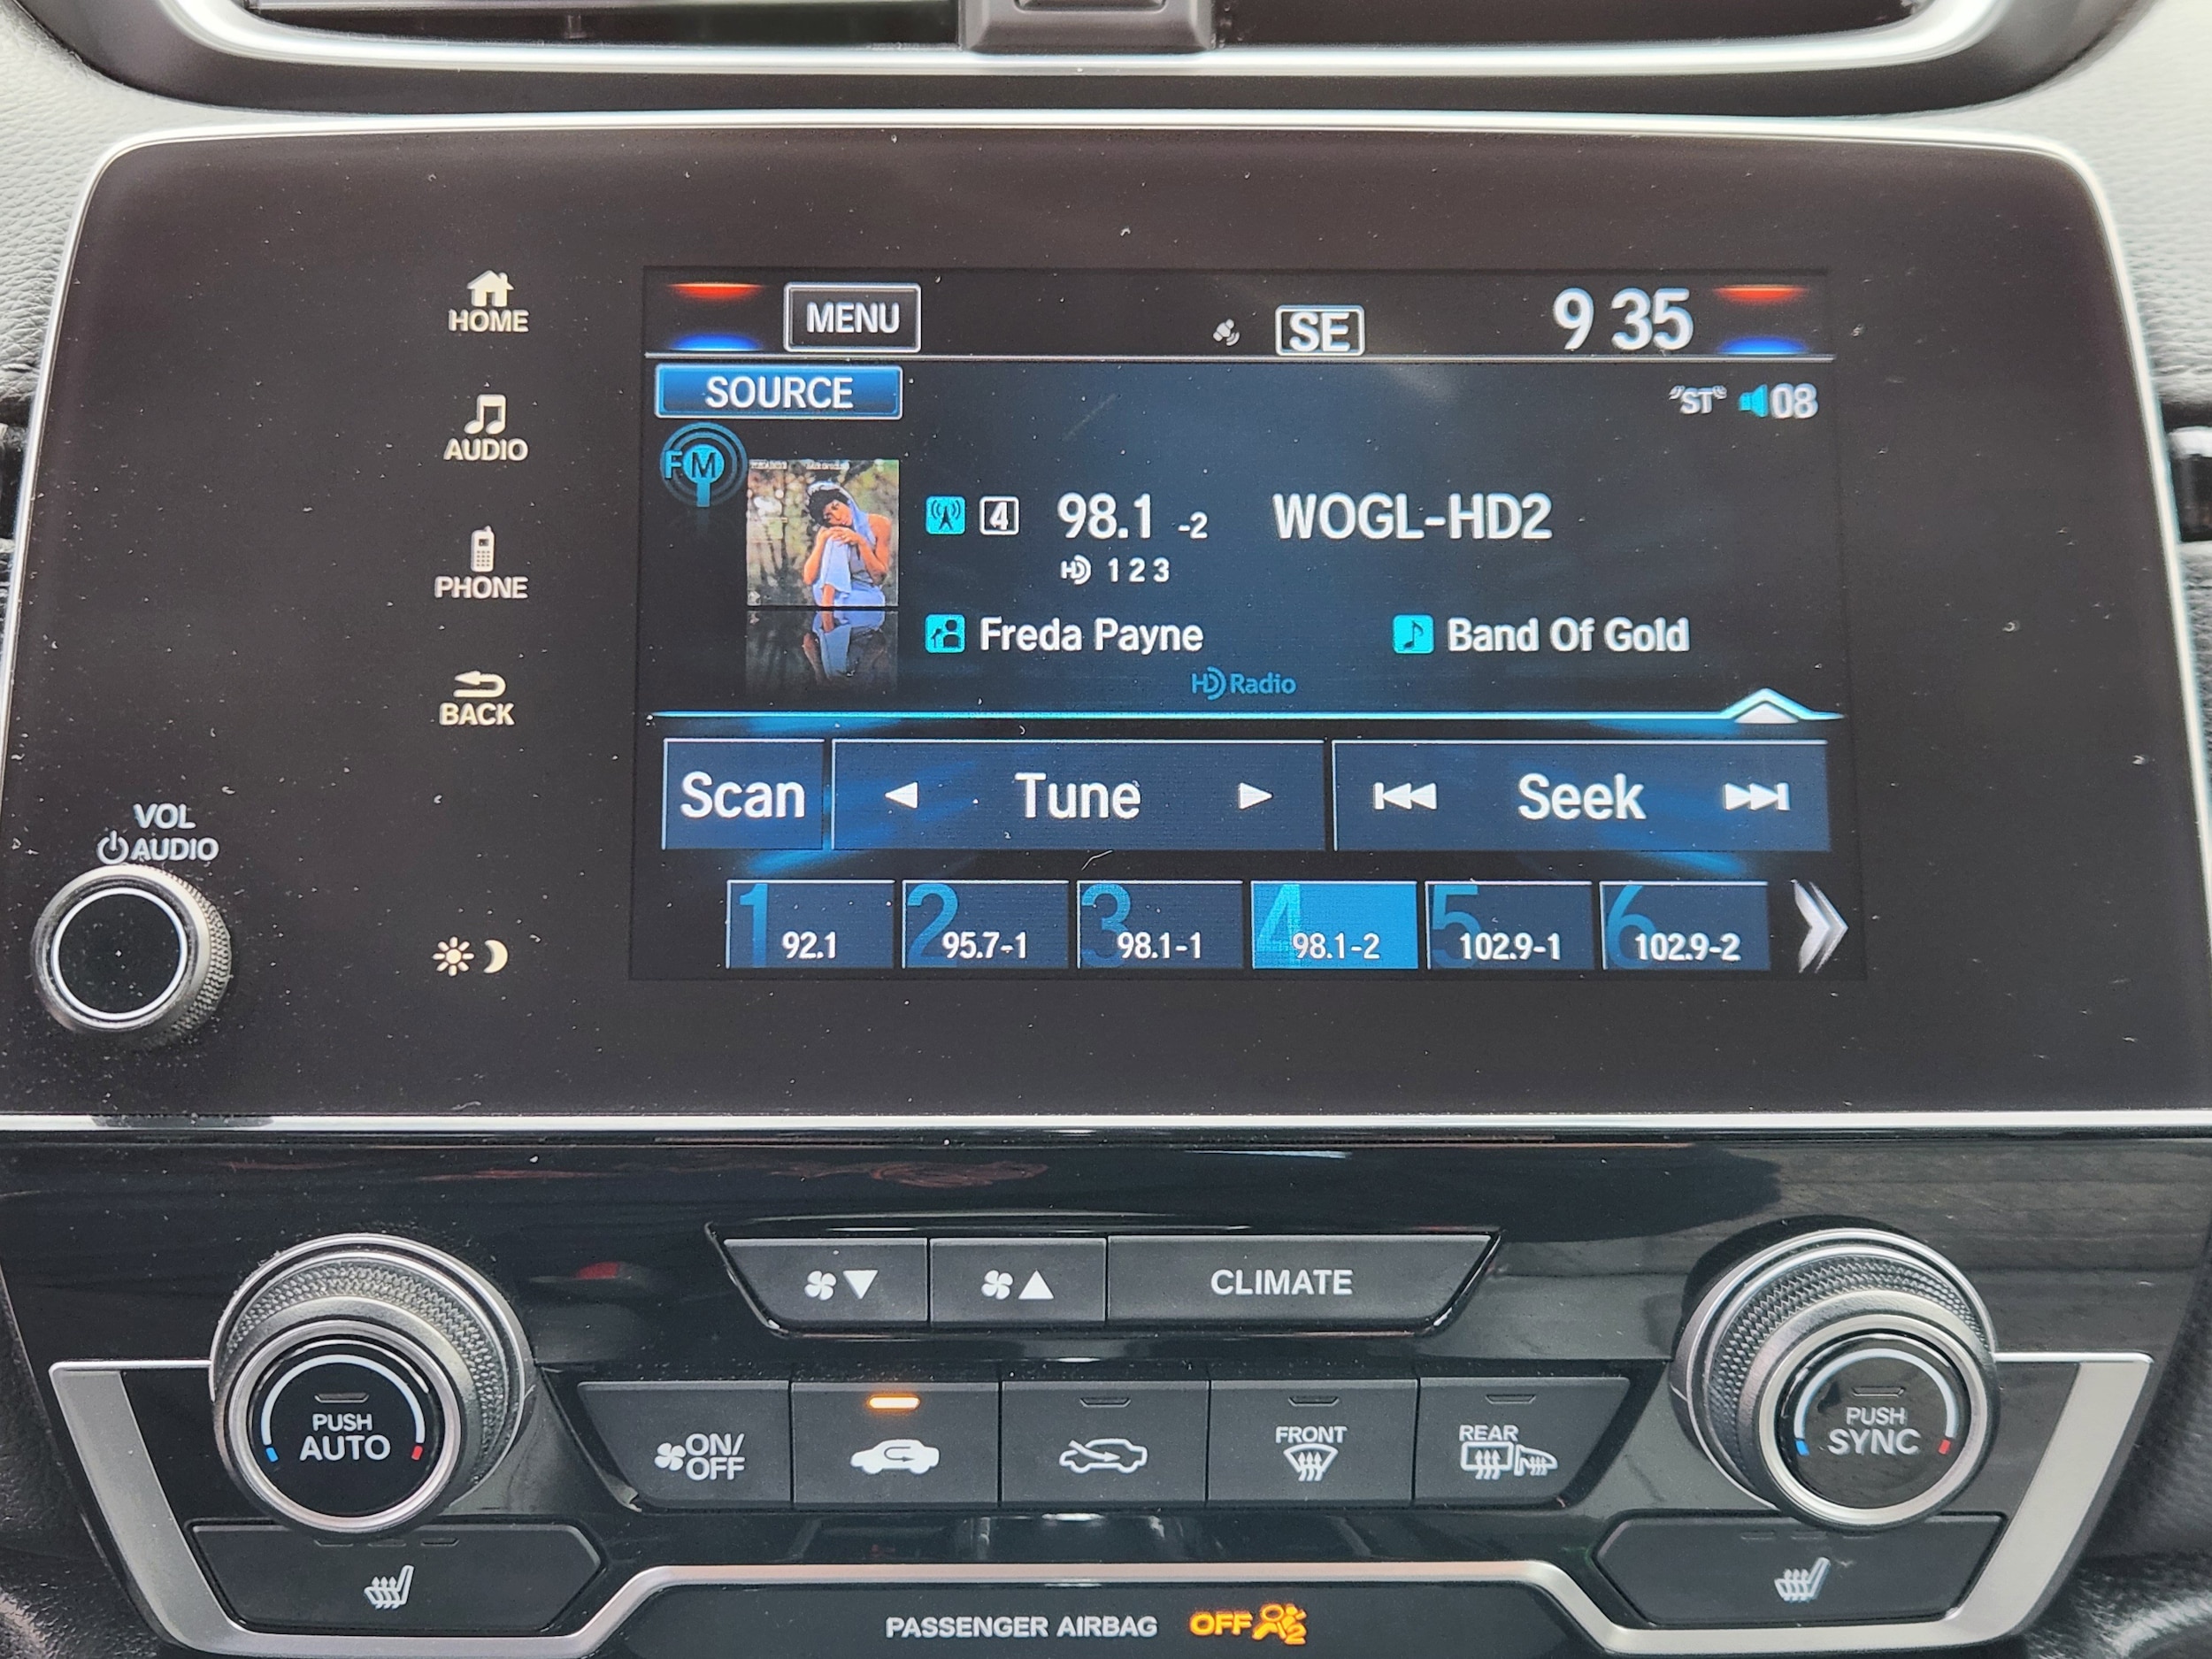 HOME
MENU
SE
9 35
SOURCE
"ST" 08
AUDIO
FM
4 98.1 -2 WOGL-HD2
HD 1 2 3
PHONE
Freda Payne Band Of Gold
HD Radio
BACK
Scan Tune Seek
VOL
AUDIO
1 92.1
2 95.7-1
3 98.1-1
4 98.1-2
5 102.9-1
6 102.9-2
CLIMATE
PUSH
AUTO
ON/
OFF
FRONT
REAR
PUSH
SYNC
PASSENGER AIRBAG OFF 2